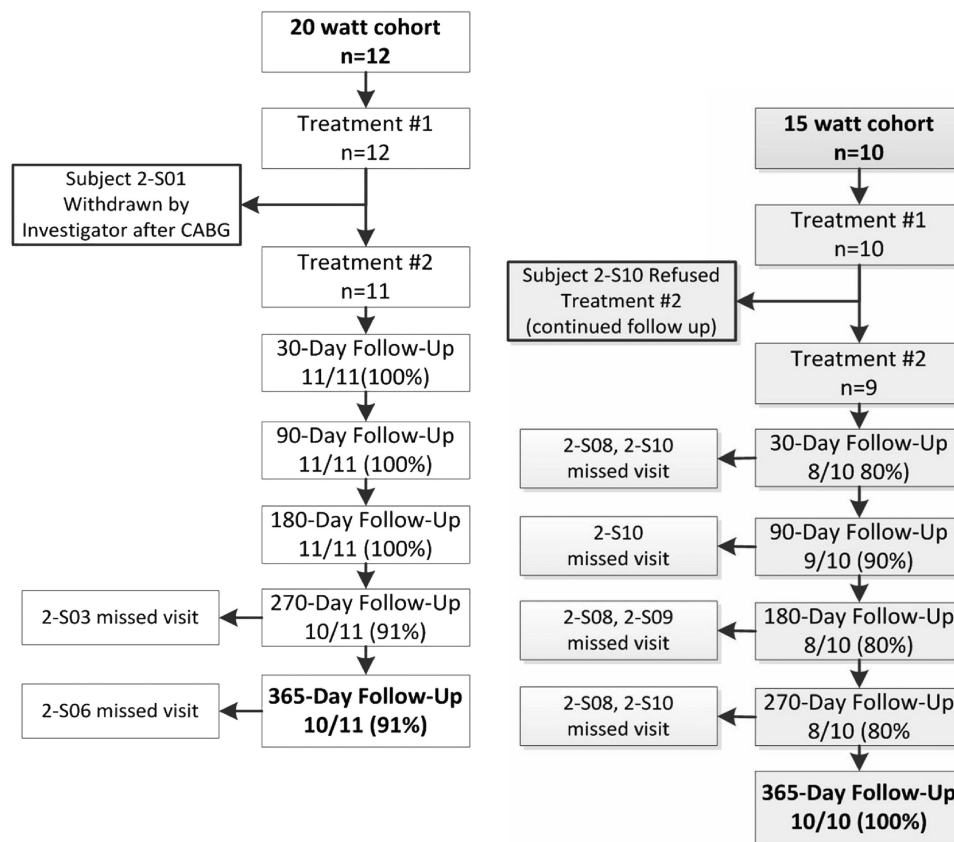 20 watt cohort
n=12
Treatment #1
n=12
Subject 2-S01
Withdrawn by
Investigator after CABG
Treatment #2
n=11
30-Day Follow-Up
11/11(100%)
90-Day Follow-Up
11/11 (100%)
180-Day Follow-Up
11/11 (100%)
270-Day Follow-Up
10/11 (91%)
2-S03 missed visit
365-Day Follow-Up
10/11 (91%)
2-S06 missed visit
15 watt cohort
n=10
Treatment #1
n=10
Subject 2-S10 Refused
Treatment #2
(continued follow up)
Treatment #2
n=9
30-Day Follow-Up
8/10 80%)
2-S08, 2-S10
missed visit
90-Day Follow-Up
9/10 (90%)
2-S10
missed visit
180-Day Follow-Up
8/10 (80%)
2-S08, 2-S09
missed visit
270-Day Follow-Up
8/10 (80%
2-S08, 2-S10
missed visit
365-Day Follow-Up
10/10 (100%)